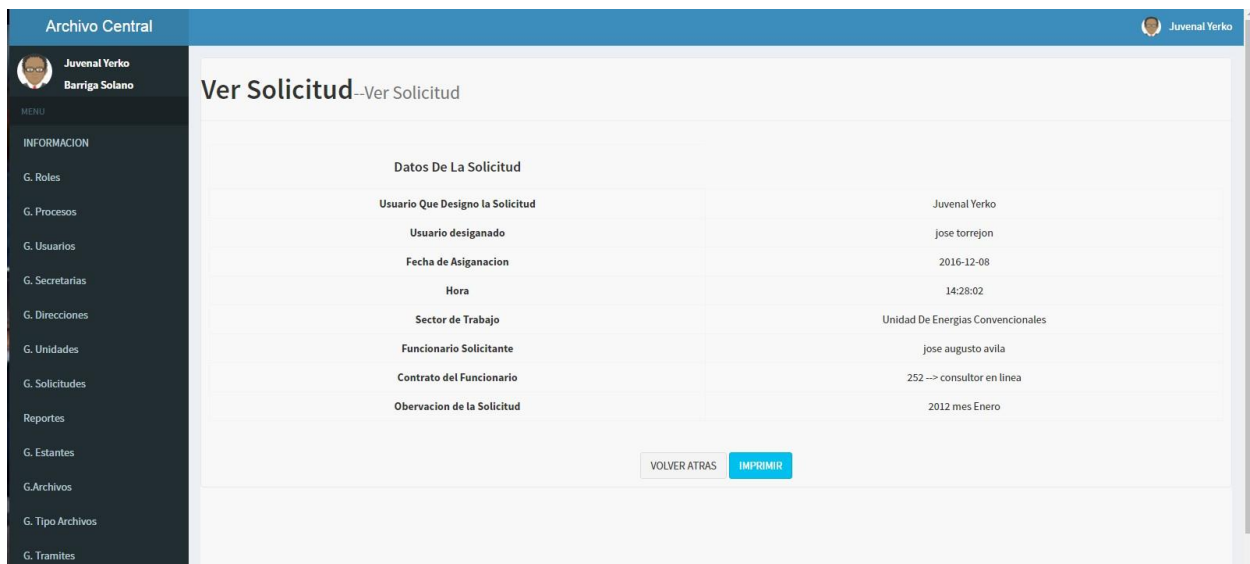 Archivo Central
Juvenal Yerko
Juvenal Yerko
Barriga Solano
MENU
INFORMACION
G. Roles
G. Procesos
G. Usuarios
G. Secretarias
G. Direcciones
G. Unidades
G. Solicitudes
Reportes
G. Estantes
G.Archivos
G. Tipo Archivos
G. Tramites
Ver Solicitud--Ver Solicitud
Datos De La Solicitud
Usuario Que Designo la Solicitud Juvenal Yerko
Usuario desiganado jose torrejon
Fecha de Asiganacion 2016-12-08
Hora 14:28:02
Sector de Trabajo Unidad De Energias Convencionales
Funcionario Solicitante jose augusto avila
Contrato del Funcionario 252 --> consultor en linea
Obervacion de la Solicitud 2012 mes Enero
VOLVER ATRAS IMPRIMIR